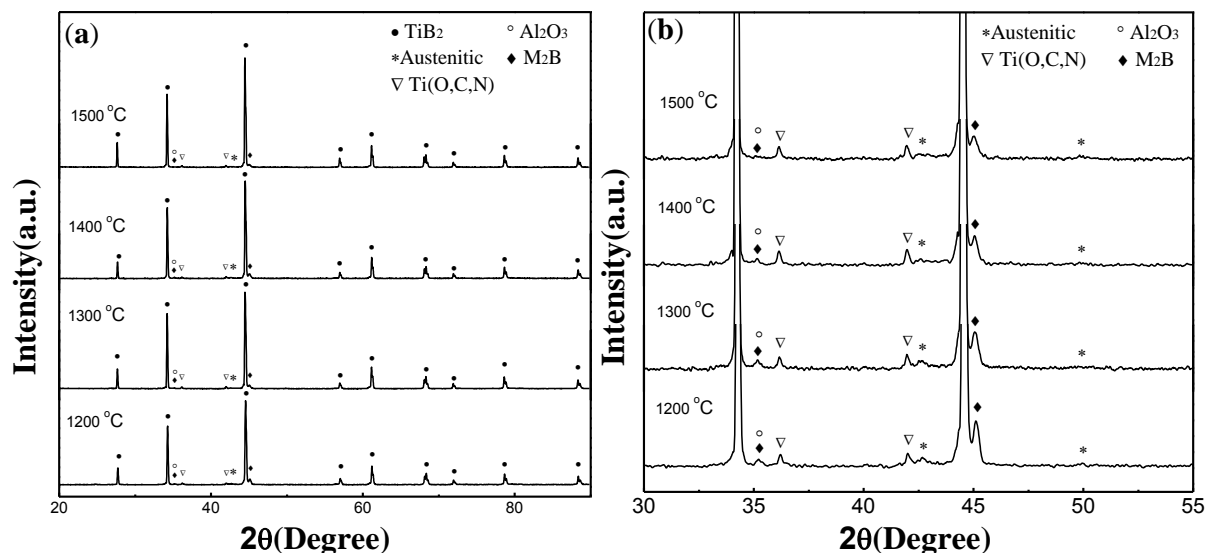 (a)
● TiB2
○ Al2O3
*Austenitic
♦ M2B
∇ Ti(O,C,N)
1500 °C
1400 °C
1300 °C
1200 °C
Intensity(a.u.)
20 40 60 80
2θ(Degree)
(b)
*Austenitic
○ Al2O3
∇ Ti(O,C,N)
♦ M2B
1500 °C
1400 °C
1300 °C
1200 °C
Intensity(a.u.)
30 35 40 45 50 55
2θ(Degree)